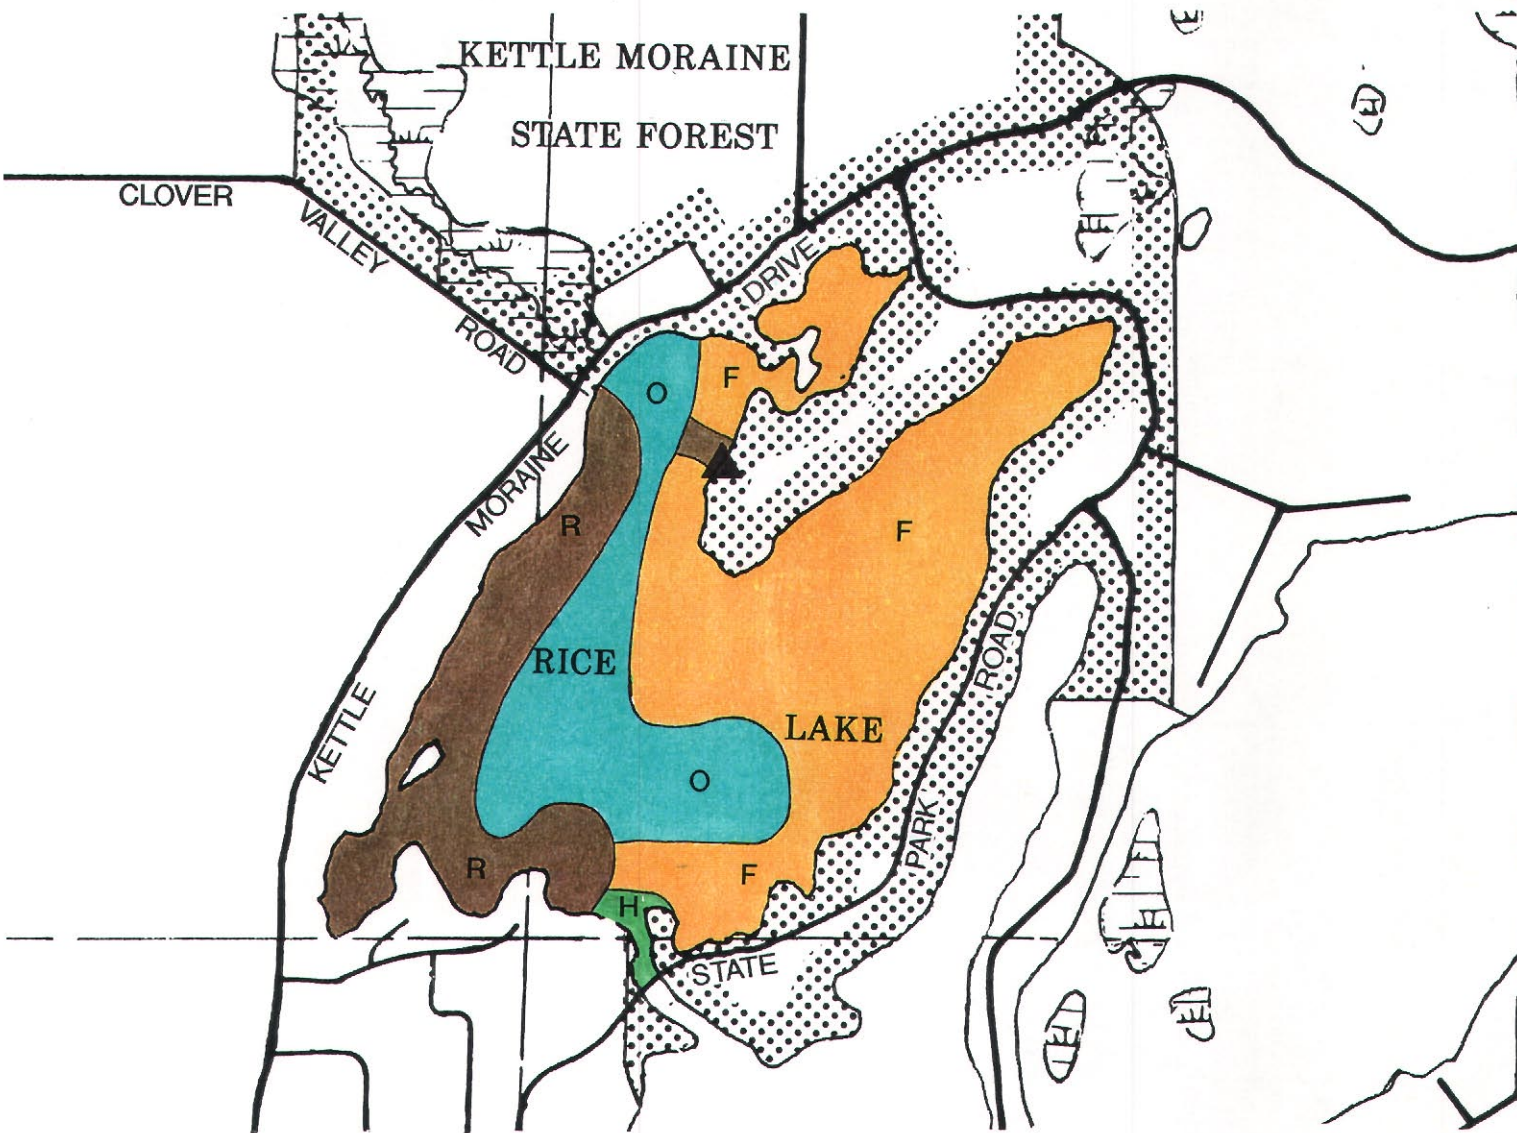 KETTLE MORAINE
STATE FOREST
CLOVER
VALLEY
ROAD
DRIVE
MORAINE
KETTLE
O
F
R
F
RICE
LAKE
O
R
F
H
ROAD
PARK
STATE